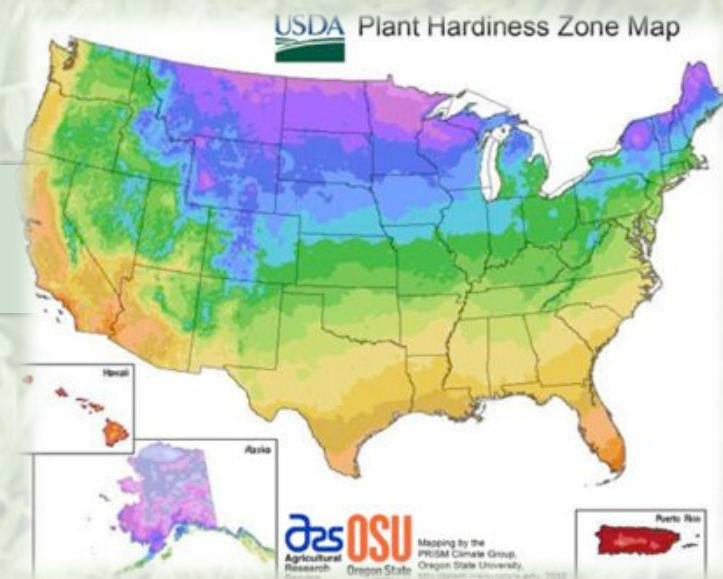 USDA Plant Hardiness Zone Map
Hawaii
Alaska
Puerto Rico
ars OSU
Agricultural
Research
Oregon State
Mapping by the
PRISM Climate Group,
Oregon State University,